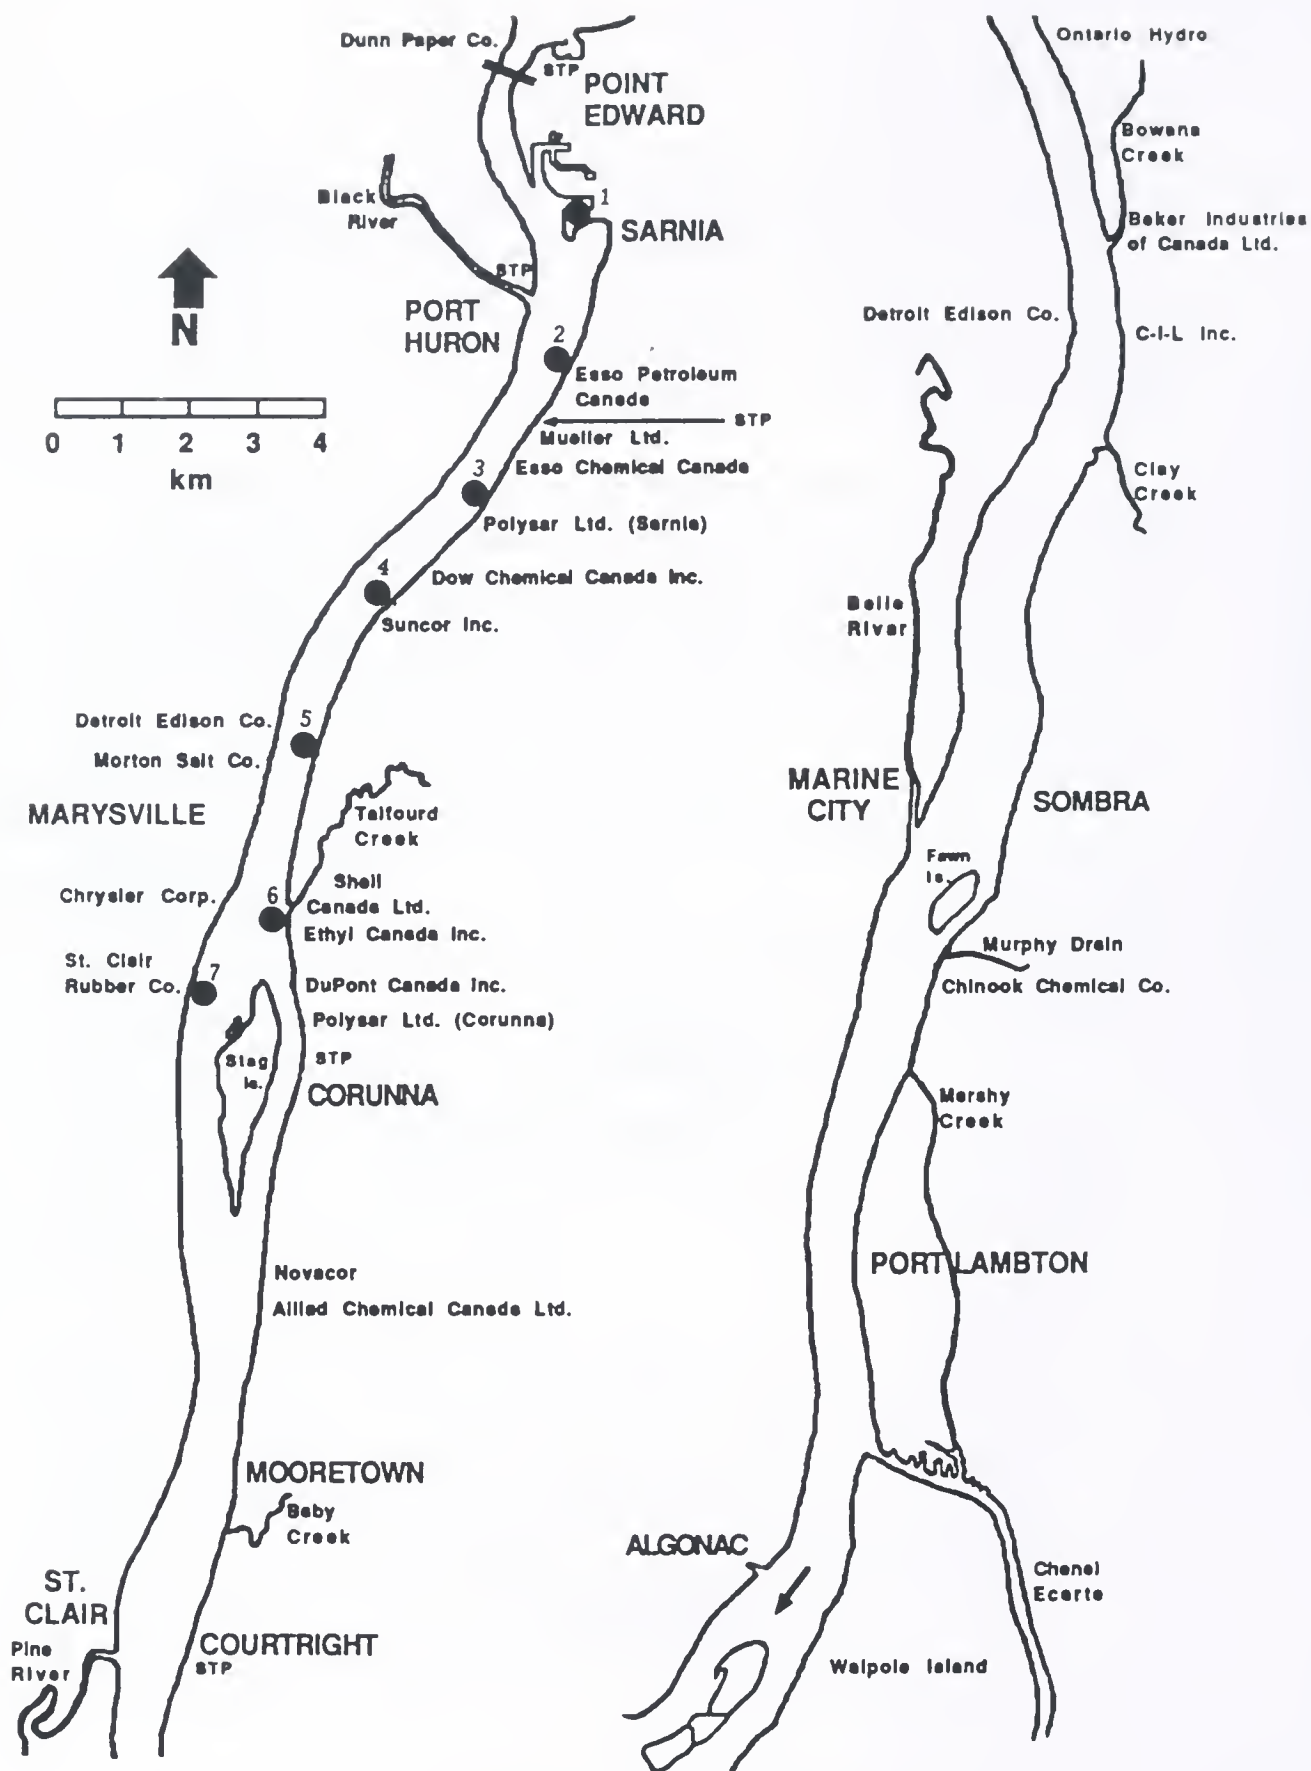 Dunn Paper Co.
STP
POINT
EDWARD
Black
River
1
SARNIA
STP
N
PORT
HURON
2
Esso Petroleum
Canada
0 1 2 3 4
km
STP
Mueller Ltd.
3
Esso Chemical Canada
Polysar Ltd. (Sarnia)
4
Dow Chemical Canada Inc.
Suncor Inc.
Detroit Edison Co.
5
Morton Salt Co.
MARYSVILLE
Talfourd
Creek
Chrysler Corp.
6
Shell
Canada Ltd.
Ethyl Canada Inc.
St. Clair
Rubber Co.
7
DuPont Canada Inc.
Polysar Ltd. (Corunna)
Stag
Is.
STP
CORUNNA
Novacor
Allied Chemical Canada Ltd.
MOORETOWN
Baby
Creek
ST.
CLAIR
Pine
River
COURTRIGHT
STP
Ontario Hydro
Bowens
Creek
Beker Industries
of Canada Ltd.
Detroit Edison Co.
C-I-L Inc.
Clay
Creek
Belle
River
MARINE
CITY
SOMBRA
Fawn
Is.
Murphy Drain
Chinook Chemical Co.
Marshy
Creek
PORT LAMBTON
ALGONAC
Chenal
Ecarte
Walpole Island